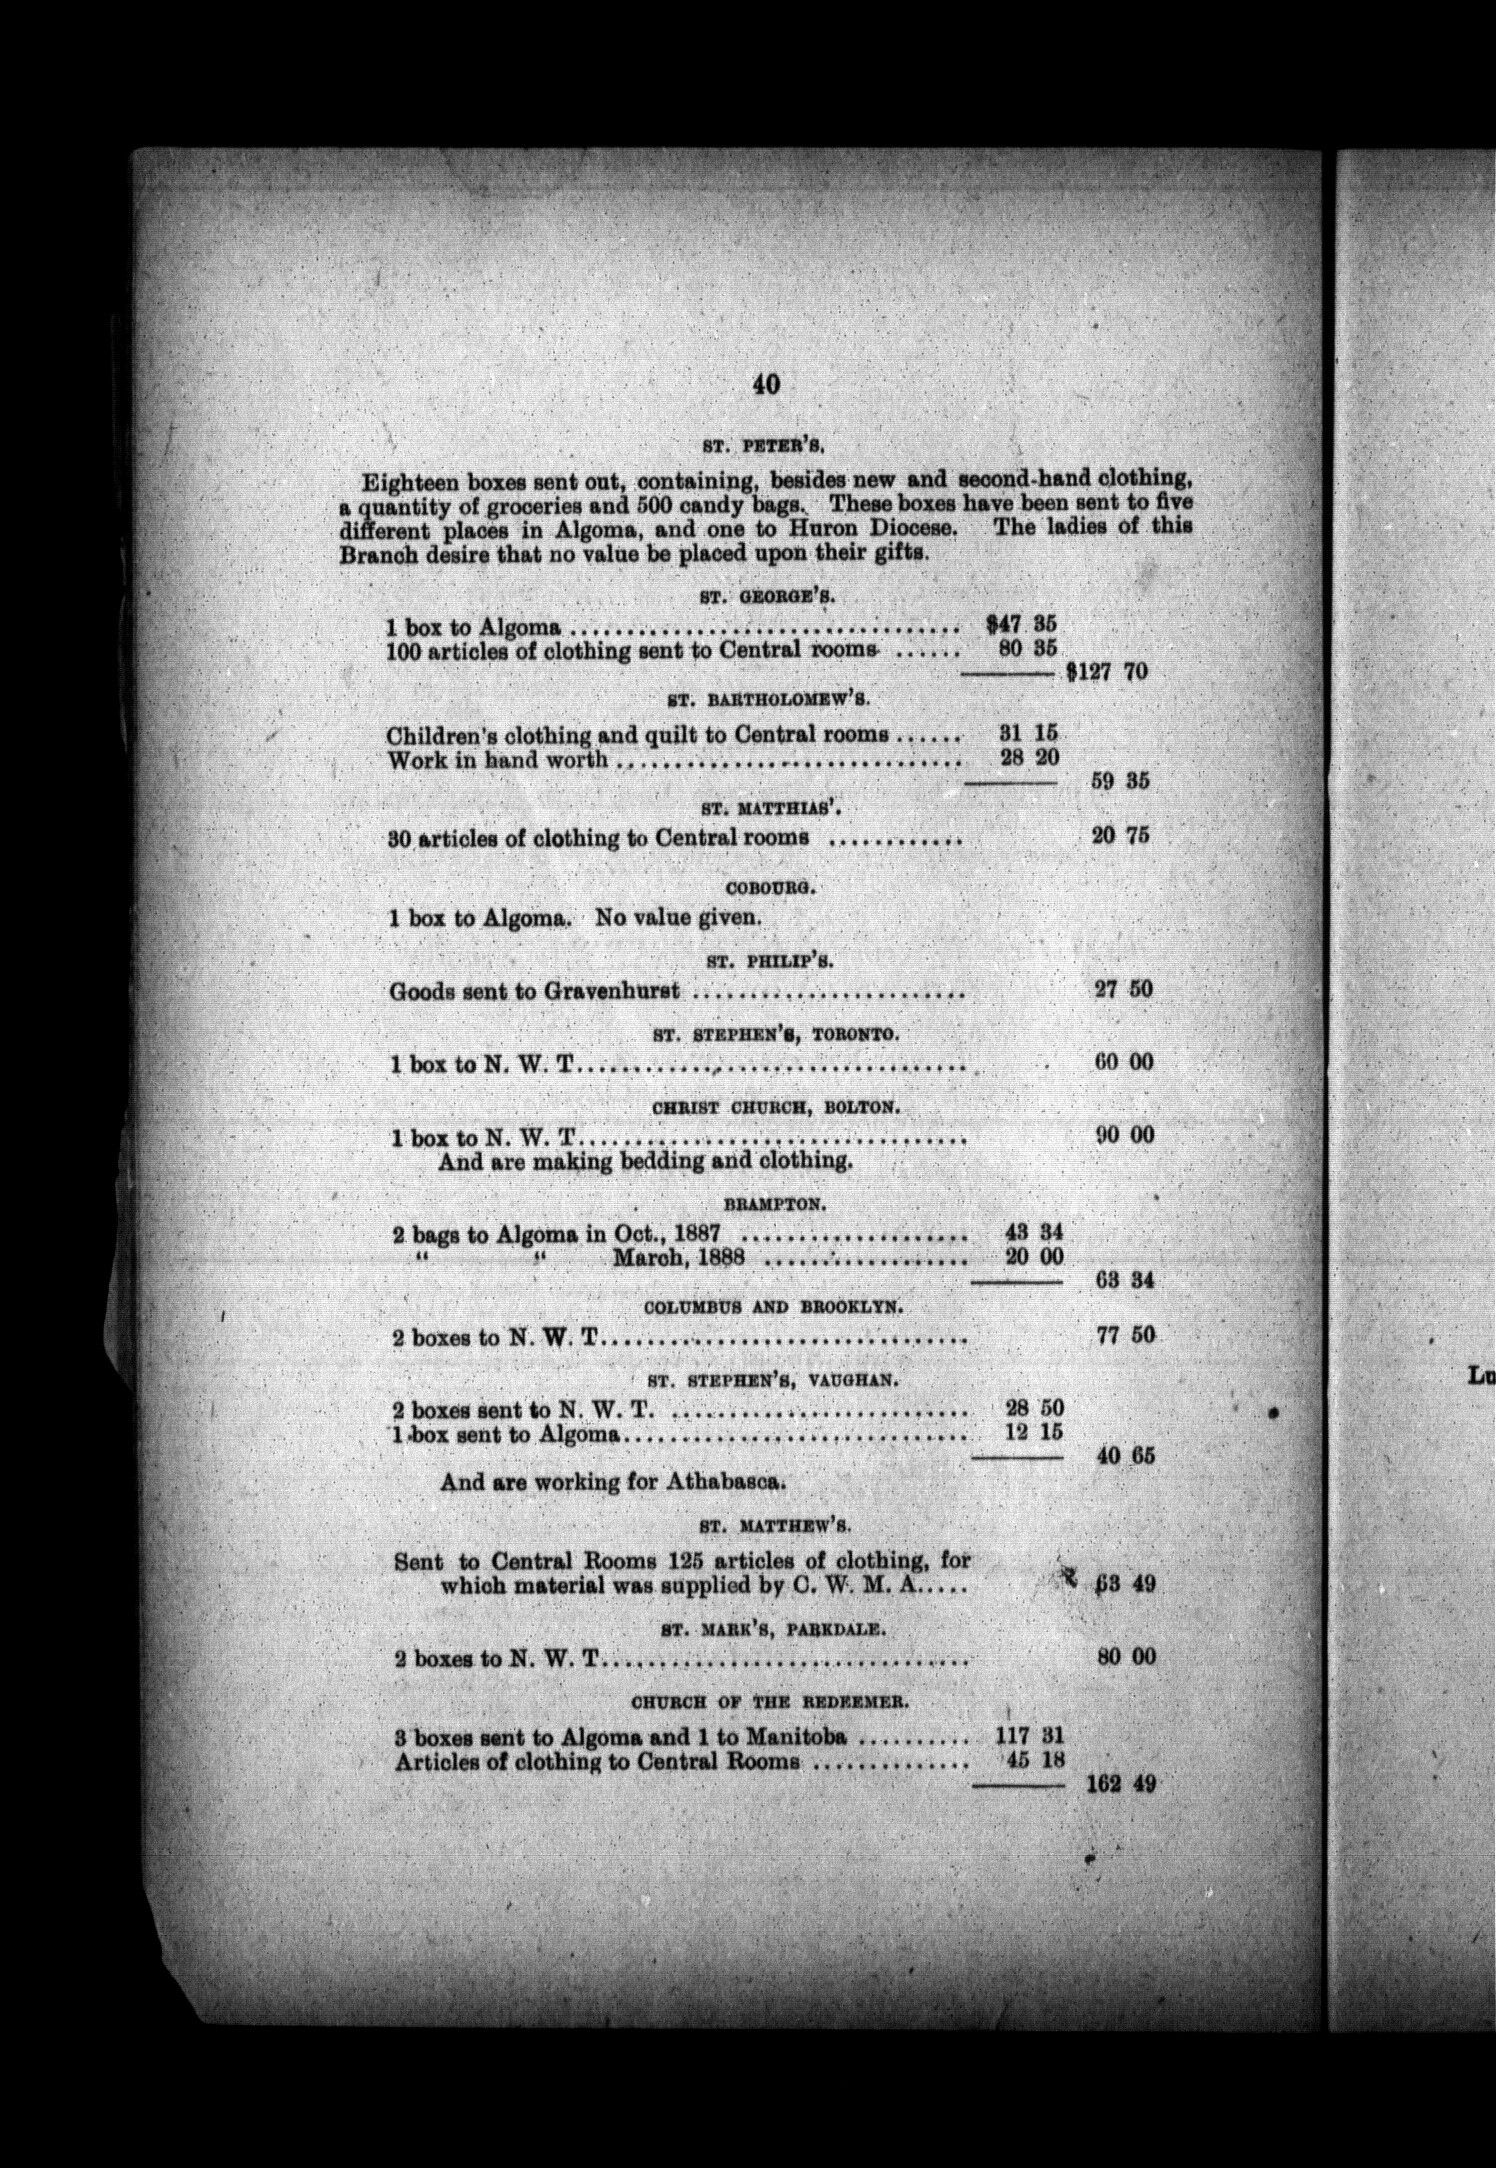 40
ST. PETER'S.
Eighteen boxes sent out, containing, besides new and second-hand clothing,
a quantity of groceries and 500 candy bags. These boxes have been sent to five
different places in Algoma, and one to Huron Diocese. The ladies of this
Branch desire that no value be placed upon their gifts.
ST. GEORGE'S.
1 box to Algoma .................................. $47 35
100 articles of clothing sent to Central rooms ...... 80 35
$127 70
ST. BARTHOLOMEW'S.
Children's clothing and quilt to Central rooms ...... 31 15
Work in hand worth .............................. 28 20
59 35
ST. MATTHIAS'.
30 articles of clothing to Central rooms ............ 20 75
COBOURG.
1 box to Algoma. No value given.
ST. PHILIP'S.
Goods sent to Gravenhurst ........................ 27 50
ST. STEPHEN'S, TORONTO.
1 box to N. W. T.................................. 60 00
CHRIST CHURCH, BOLTON.
1 box to N. W. T.................................. 90 00
And are making bedding and clothing.
BRAMPTON.
2 bags to Algoma in Oct., 1887 .................... 43 34
" " March, 1888 .................. 20 00
63 34
COLUMBUS AND BROOKLYN.
2 boxes to N. W. T................................ 77 50
ST. STEPHEN'S, VAUGHAN.
2 boxes sent to N. W. T. .......................... 28 50
1 box sent to Algoma.............................. 12 15
40 65
And are working for Athabasca.
ST. MATTHEW'S.
Sent to Central Rooms 125 articles of clothing, for
which material was supplied by C. W. M. A..... 63 49
ST. MARK'S, PARKDALE.
2 boxes to N. W. T................................ 80 00
CHURCH OF THE REDEEMER.
3 boxes sent to Algoma and 1 to Manitoba .......... 117 31
Articles of clothing to Central Rooms .............. 45 18
162 49
Lu